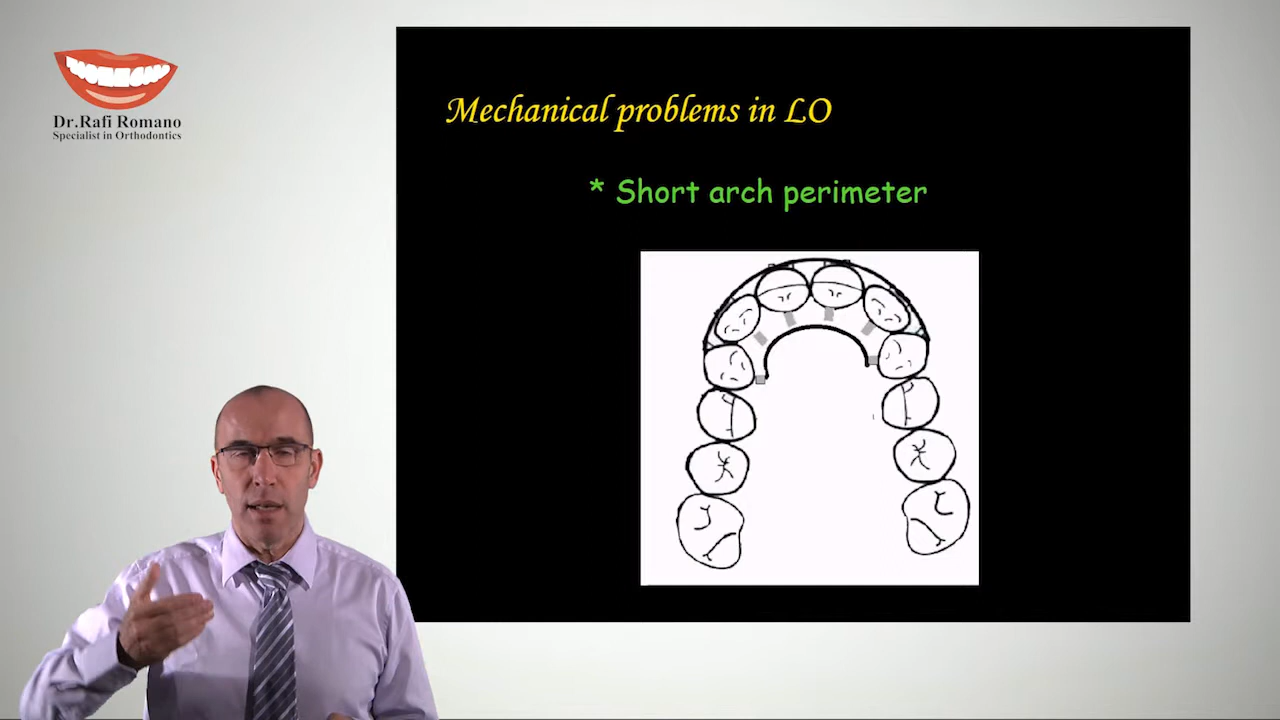 Dr.Rafi Romano
Specialist in Orthodontics
Mechanical problems in LO
* Short arch perimeter